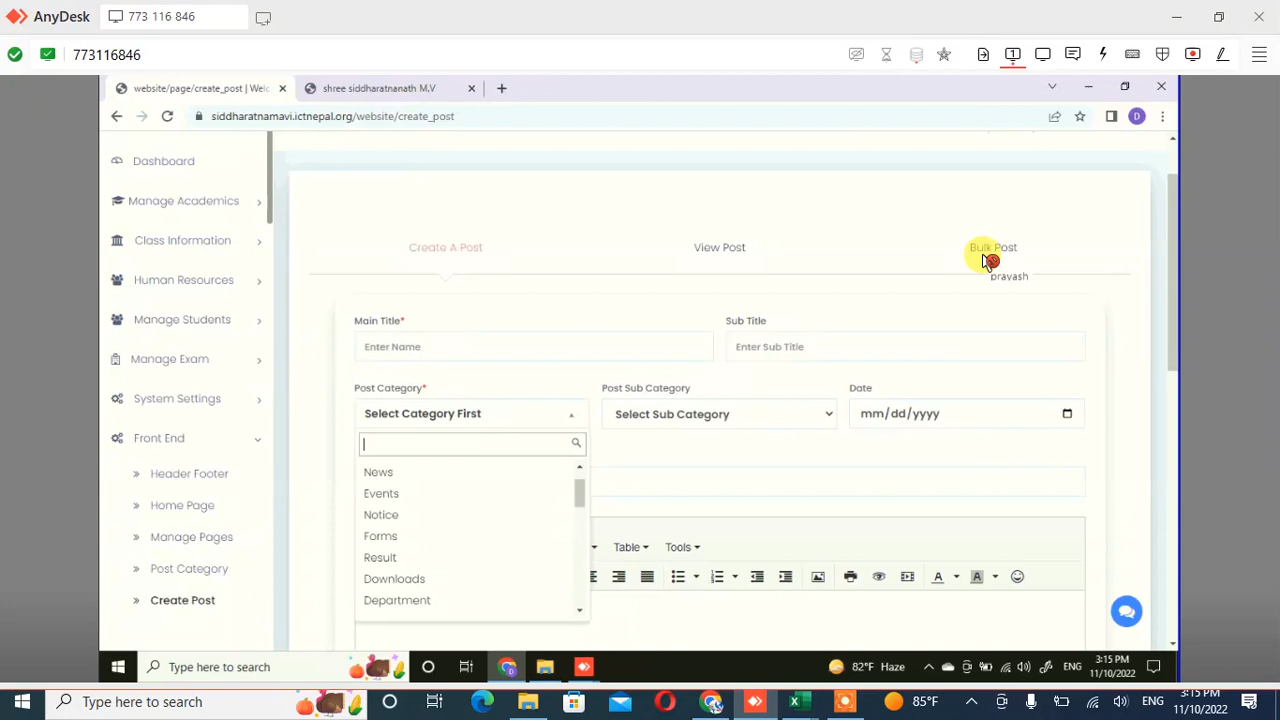 AnyDesk
773 116 846
773116846
website/page/create_post | Welc
shree siddharatnanath M.V
siddharatnamavi.ictnepal.org/website/create_post
D
Dashboard
Manage Academics
Class Information
Human Resources
Manage Students
Manage Exam
System Settings
Front End
Header Footer
Home Page
Manage Pages
Post Category
Create Post
Create A Post
View Post
Bulk Post
pravash
Main Title*
Sub Title
Enter Name
Enter Sub Title
Post Category*
Post Sub Category
Date
Select Category First
Select Sub Category
mm/dd/yyyy
News
Events
Notice
Forms
Result
Downloads
Department
Table
Tools
A
A
Type here to search
82°F Haze
ENG
3:15 PM
11/10/2022
Type here to search
85°F
ENG
3:15 PM
11/10/2022